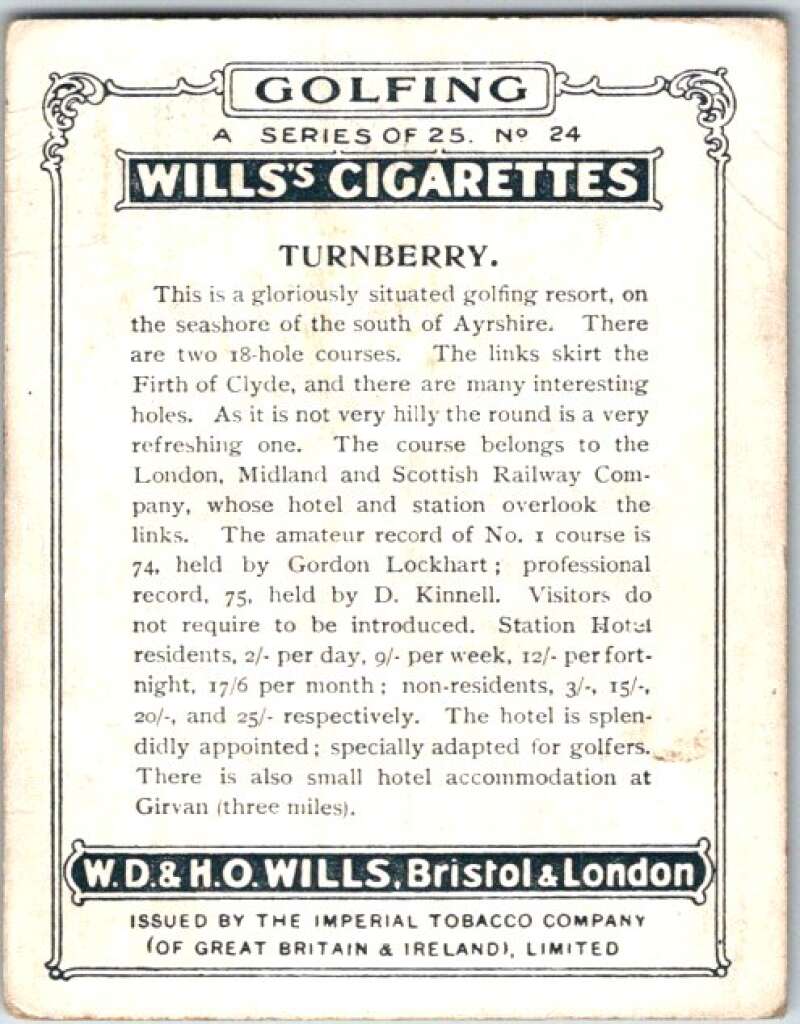 GOLFING
A SERIES OF 25. Nº 24
WILLS'S CIGARETTES
TURNBERRY.
This is a gloriously situated golfing resort, on
the seashore of the south of Ayrshire. There
are two 18-hole courses. The links skirt the
Firth of Clyde, and there are many interesting
holes. As it is not very hilly the round is a very
refreshing one. The course belongs to the
London, Midland and Scottish Railway Com-
pany, whose hotel and station overlook the
links. The amateur record of No. 1 course is
74, held by Gordon Lockhart; professional
record, 75, held by D. Kinnell. Visitors do
not require to be introduced. Station Hotel
residents, 2/- per day, 9/- per week, 12/- per fort-
night, 17/6 per month; non-residents, 3/-, 15/-,
20/-, and 25/- respectively. The hotel is splen-
didly appointed; specially adapted for golfers.
There is also small hotel accommodation at
Girvan (three miles).
W.D.& H.O.WILLS, Bristol & London
ISSUED BY THE IMPERIAL TOBACCO COMPANY
(OF GREAT BRITAIN & IRELAND), LIMITED